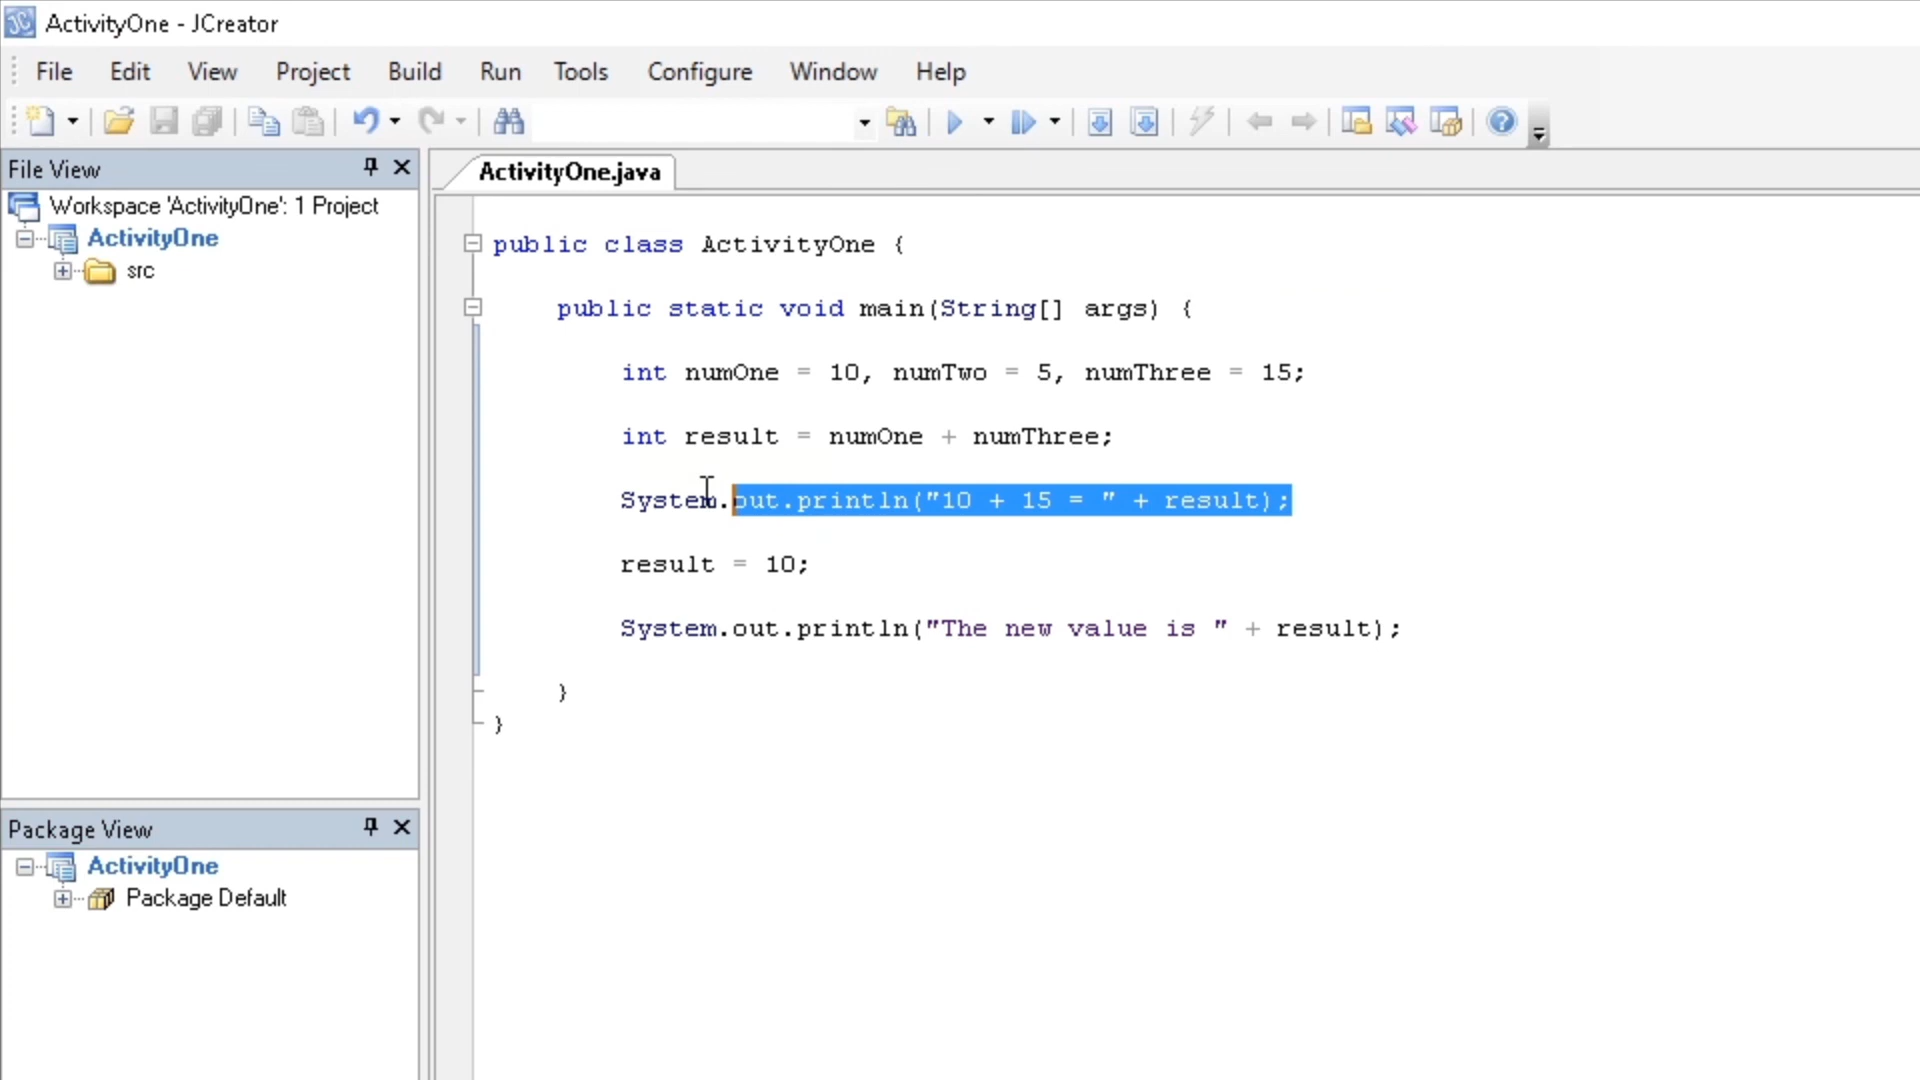 ActivityOne - JCreator
File Edit View Project Build Run Tools Configure Window Help
File View
Workspace 'ActivityOne': 1 Project
ActivityOne
src
ActivityOne.java
public class ActivityOne {
public static void main(String[] args) {
int numOne = 10, numTwo = 5, numThree = 15;
int result = numOne + numThree;
System.out.println("10 + 15 = " + result);
result = 10;
System.out.println("The new value is " + result);
}
}
Package View
ActivityOne
Package Default